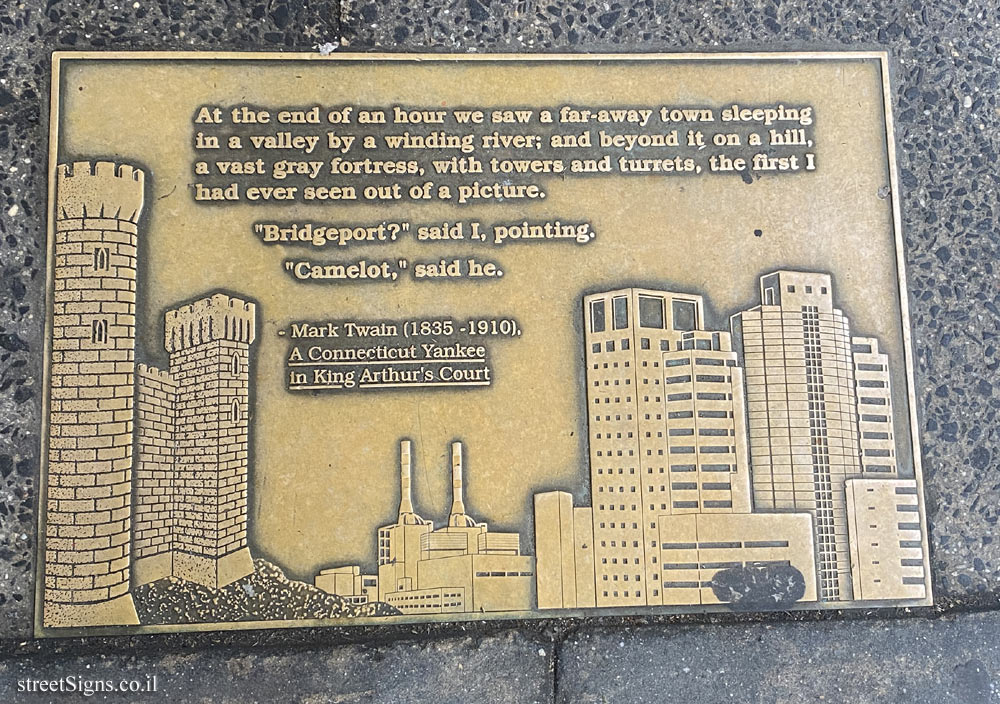 At the end of an hour we saw a far-away town sleeping
in a valley by a winding river; and beyond it on a hill,
a vast gray fortress, with towers and turrets, the first I
had ever seen out of a picture.
"Bridgeport?" said I, pointing.
"Camelot," said he.
- Mark Twain (1835 -1910),
A Connecticut Yankee
in King Arthur's Court
streetSigns.co.il